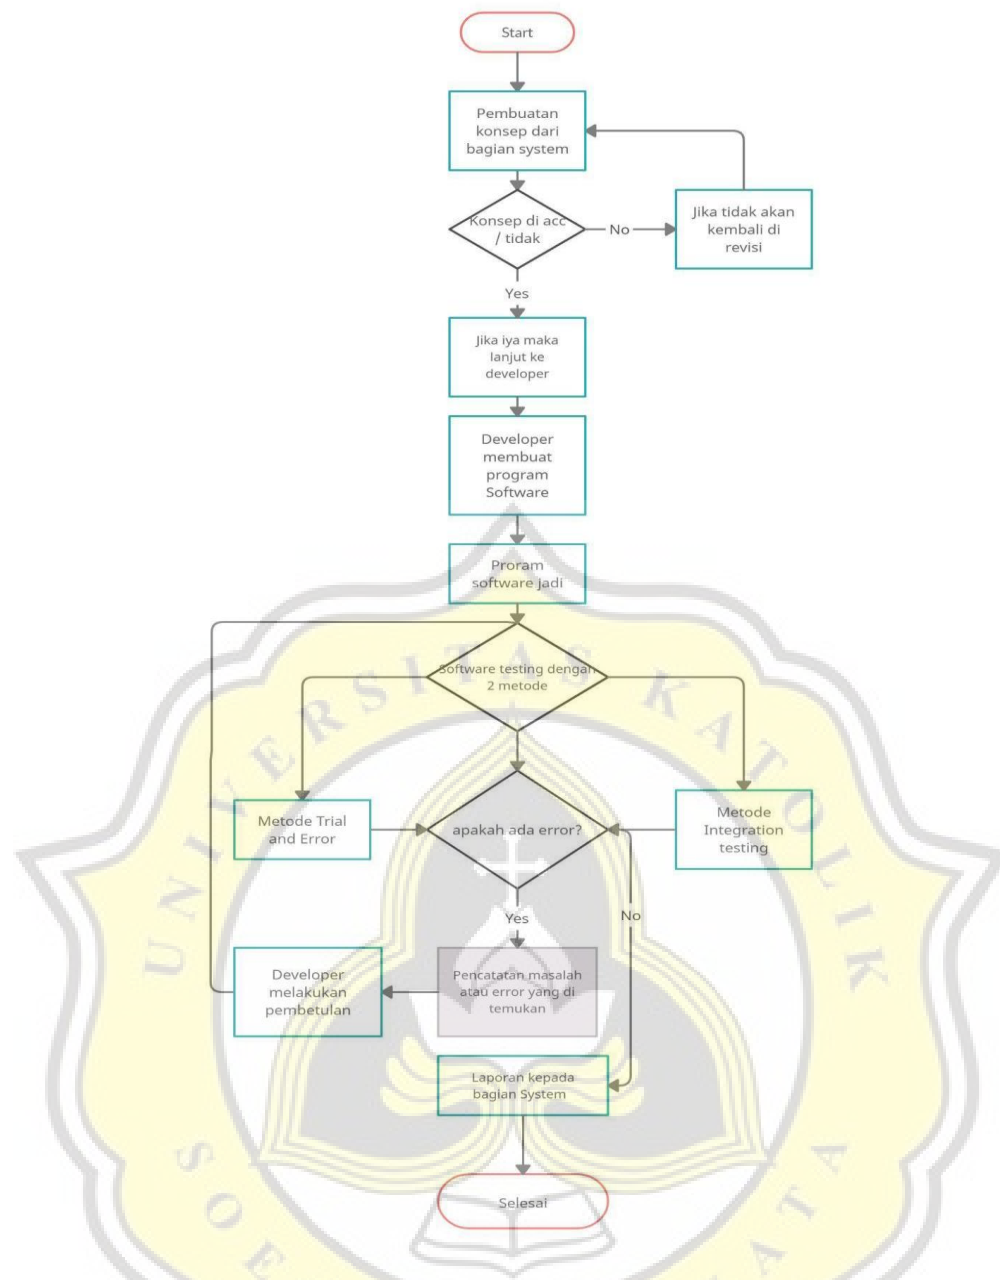 Start
Pembuatan
konsep dari
bagian system
Konsep di acc
/ tidak
No
Jika tidak akan
kembali di
revisi
Yes
Jika iya maka
lanjut ke
developer
Developer
membuat
program
Software
Proram
software jadi
Software testing dengan
2 metode
Metode Trial
and Error
apakah ada error?
Metode
Integration
testing
Yes
No
Developer
melakukan
pembetulan
Pencatatan masalah
atau error yang di
temukan
Laporan kepada
bagian System
Selesai
UNIVERSITAS KATOLIK